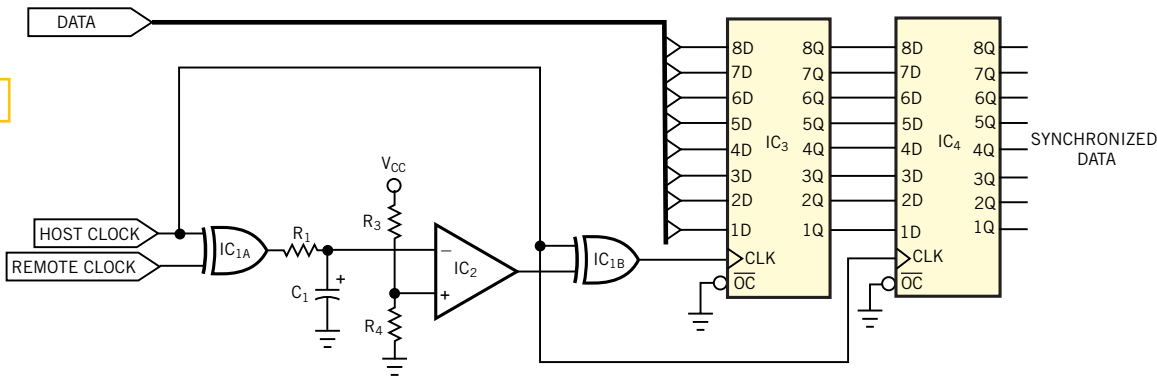 DATA
HOST CLOCK
REMOTE CLOCK
IC1A
R1
C1
+
VCC
R3
R4
−
+
IC2
IC1B
8D
7D
6D
5D
4D
3D
2D
1D
CLK
OC
IC3
8Q
7Q
6Q
5Q
4Q
3Q
2Q
1Q
8D
7D
6D
5D
4D
3D
2D
1D
CLK
OC
IC4
8Q
7Q
6Q
5Q
4Q
3Q
2Q
1Q
SYNCHRONIZED
DATA